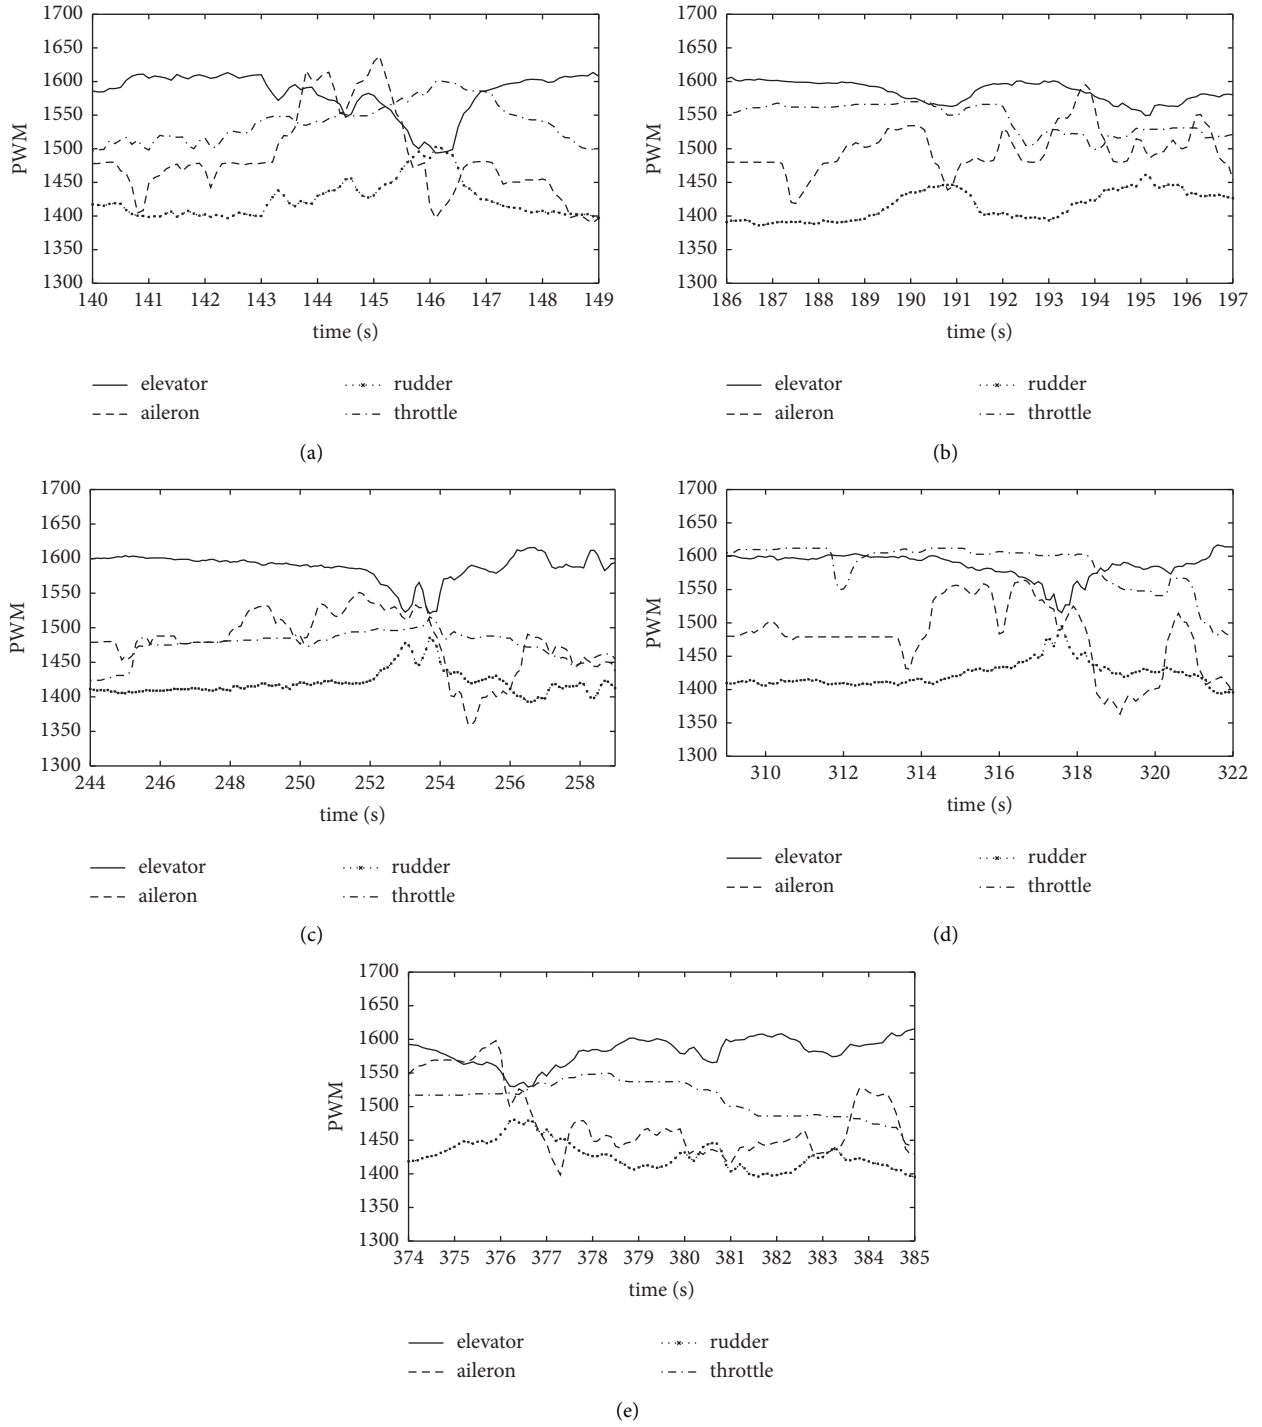 1700
1650
1600
1550
1500
1450
1400
1350
1300
PWM
140 141 142 143 144 145 146 147 148 149
time (s)
elevator rudder
aileron throttle
(a)
1700
1650
1600
1550
1500
1450
1400
1350
1300
PWM
186 187 188 189 190 191 192 193 194 195 196 197
time (s)
elevator rudder
aileron throttle
(b)
1700
1650
1600
1550
1500
1450
1400
1350
1300
PWM
244 246 248 250 252 254 256 258
time (s)
elevator rudder
aileron throttle
(c)
1700
1650
1600
1550
1500
1450
1400
1350
1300
PWM
310 312 314 316 318 320 322
time (s)
elevator rudder
aileron throttle
(d)
1700
1650
1600
1550
1500
1450
1400
1350
1300
PWM
374 375 376 377 378 379 380 381 382 383 384 385
time (s)
elevator rudder
aileron throttle
(e)